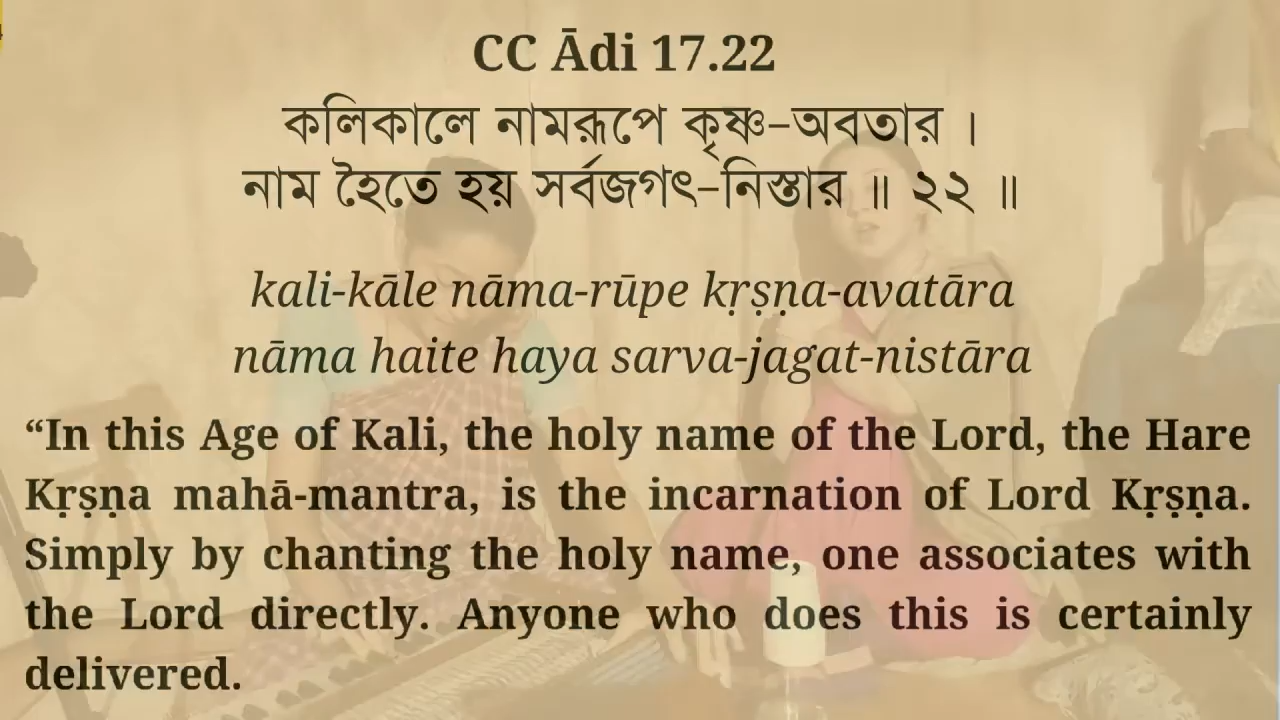 CC Ādi 17.22
কলিকালে নামরূপে কৃষ্ণ-অবতার ।
নাম হৈতে হয় সর্বজগৎ-নিস্তার ॥ ২২ ॥
kali-kāle nāma-rūpe kṛṣṇa-avatāra
nāma haite haya sarva-jagat-nistāra
“In this Age of Kali, the holy name of the Lord, the Hare
Kṛṣṇa mahā-mantra, is the incarnation of Lord Kṛṣṇa.
Simply by chanting the holy name, one associates with
the Lord directly. Anyone who does this is certainly
delivered.